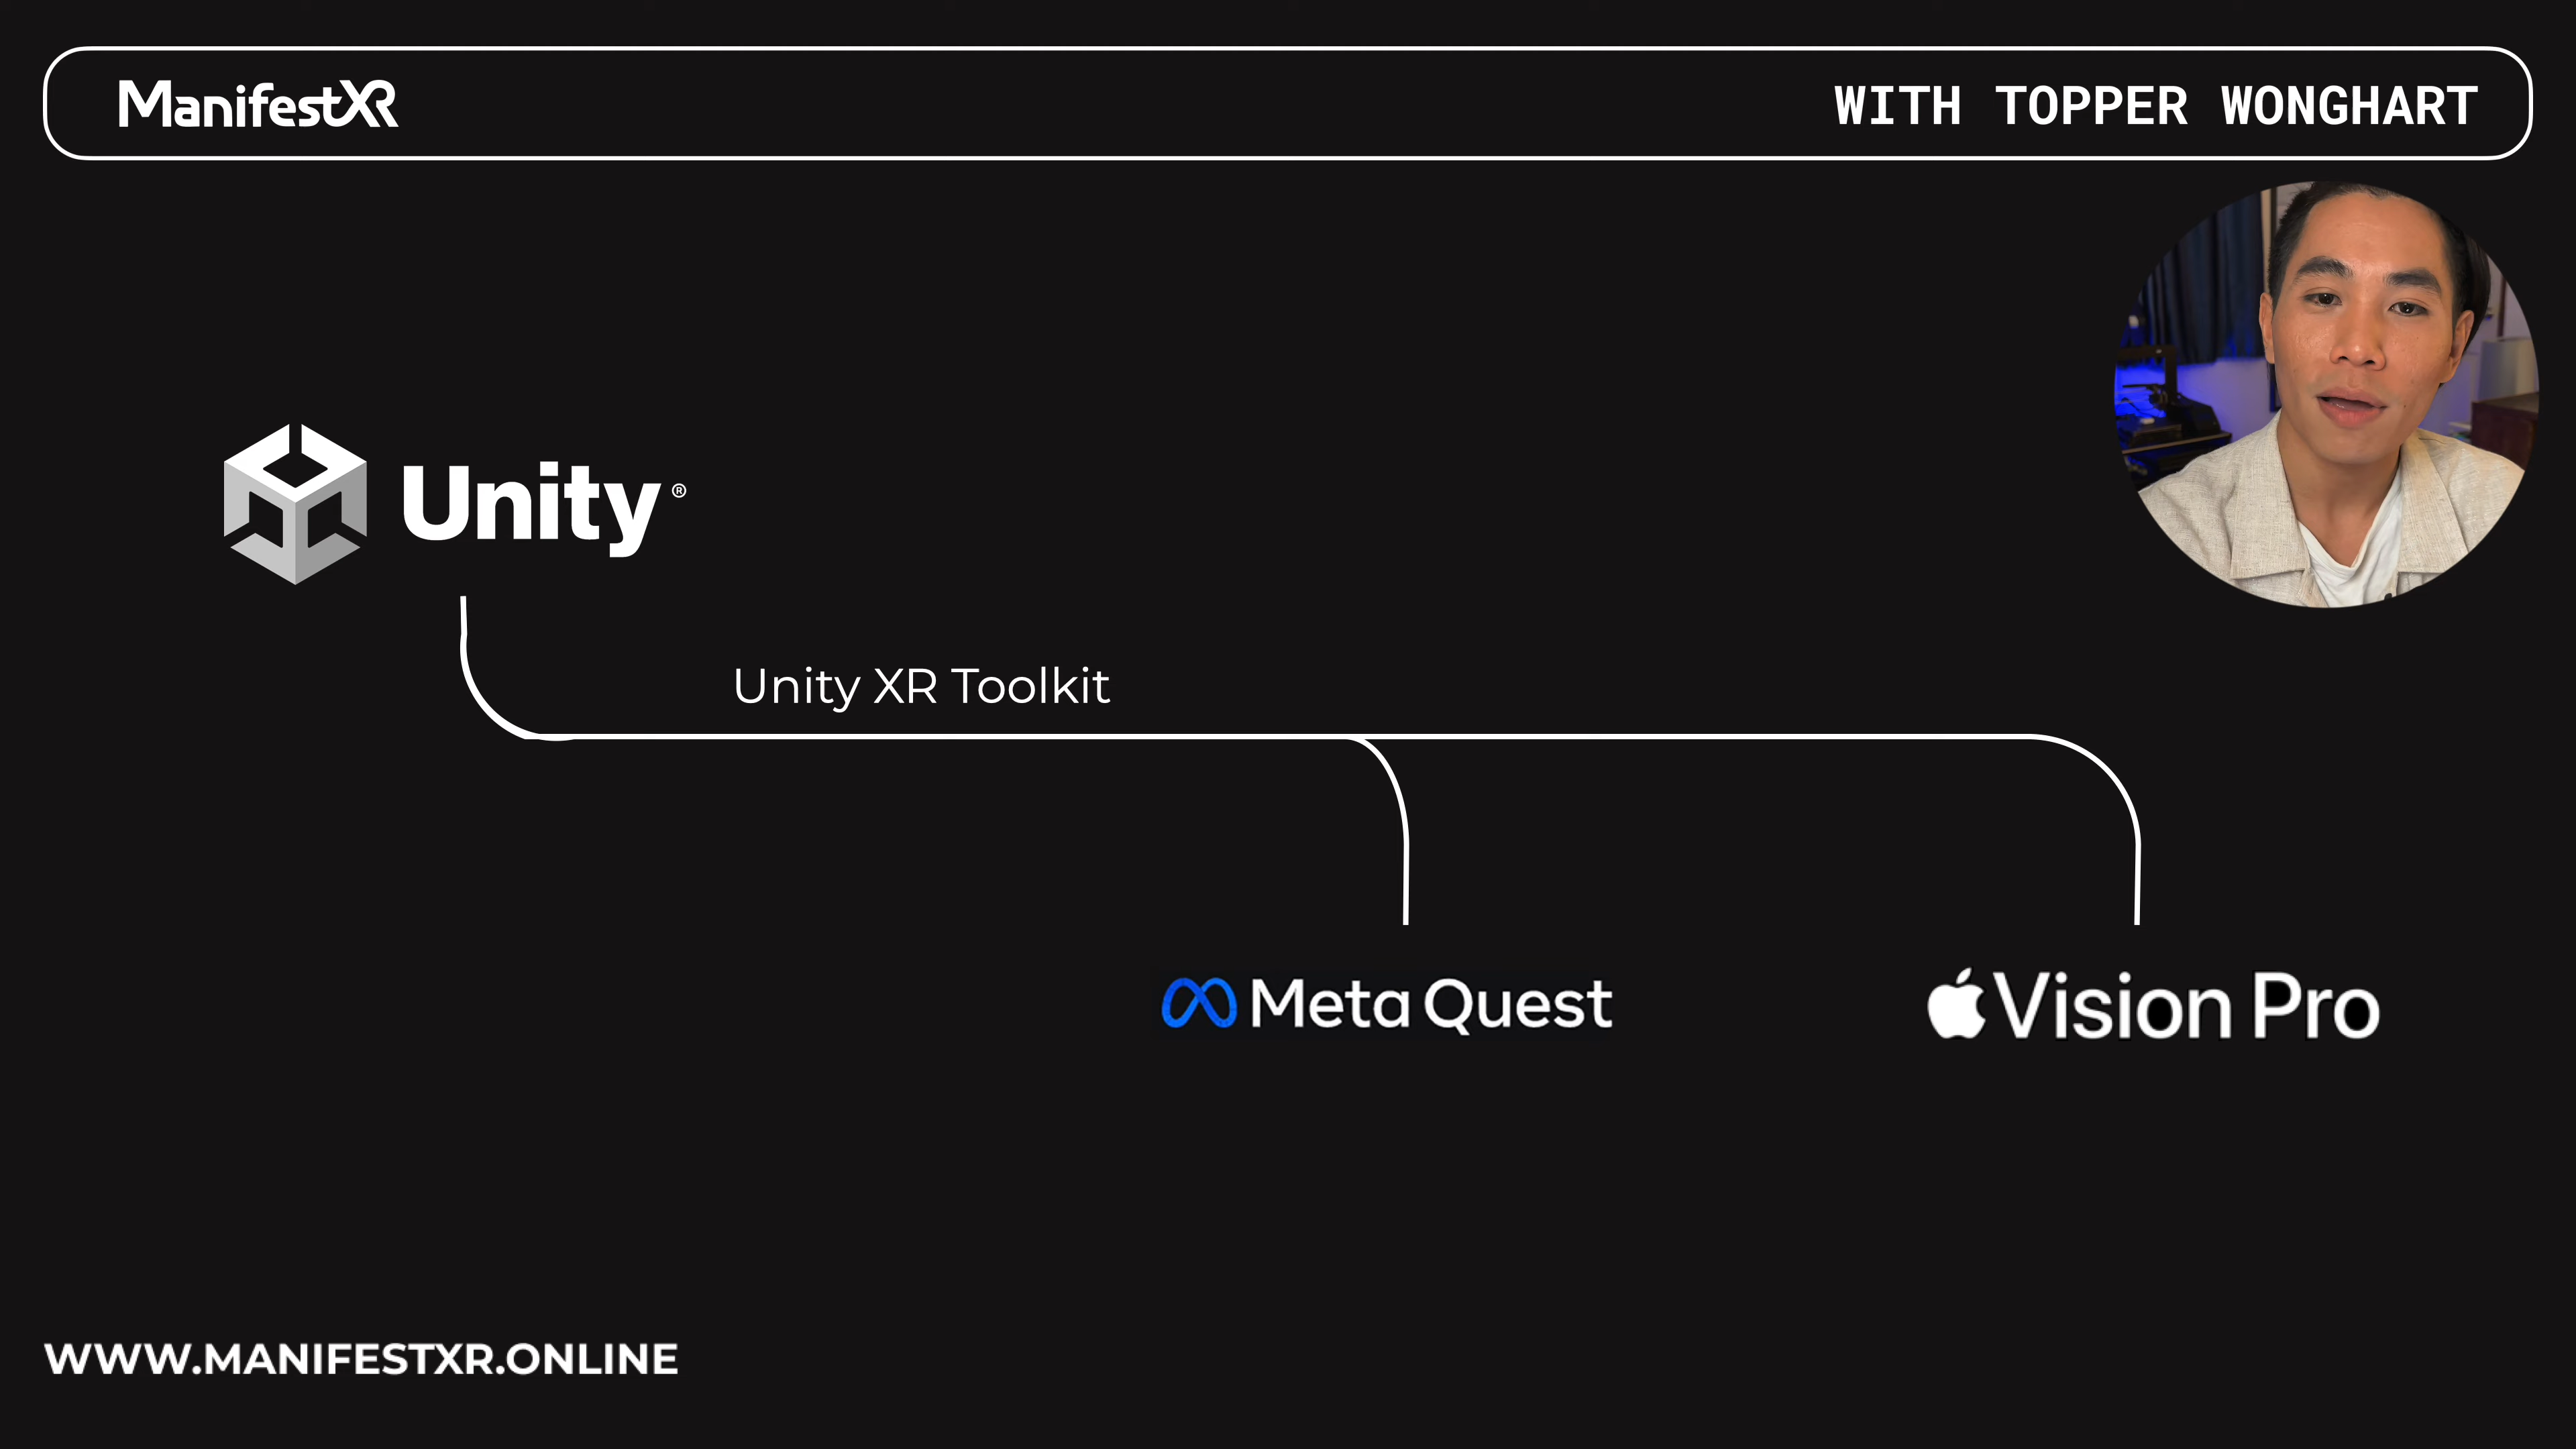 ManifestXR
WITH TOPPER WONGHART
Unity ®
Unity XR Toolkit
Meta Quest
Vision Pro
WWW.MANIFESTXR.ONLINE